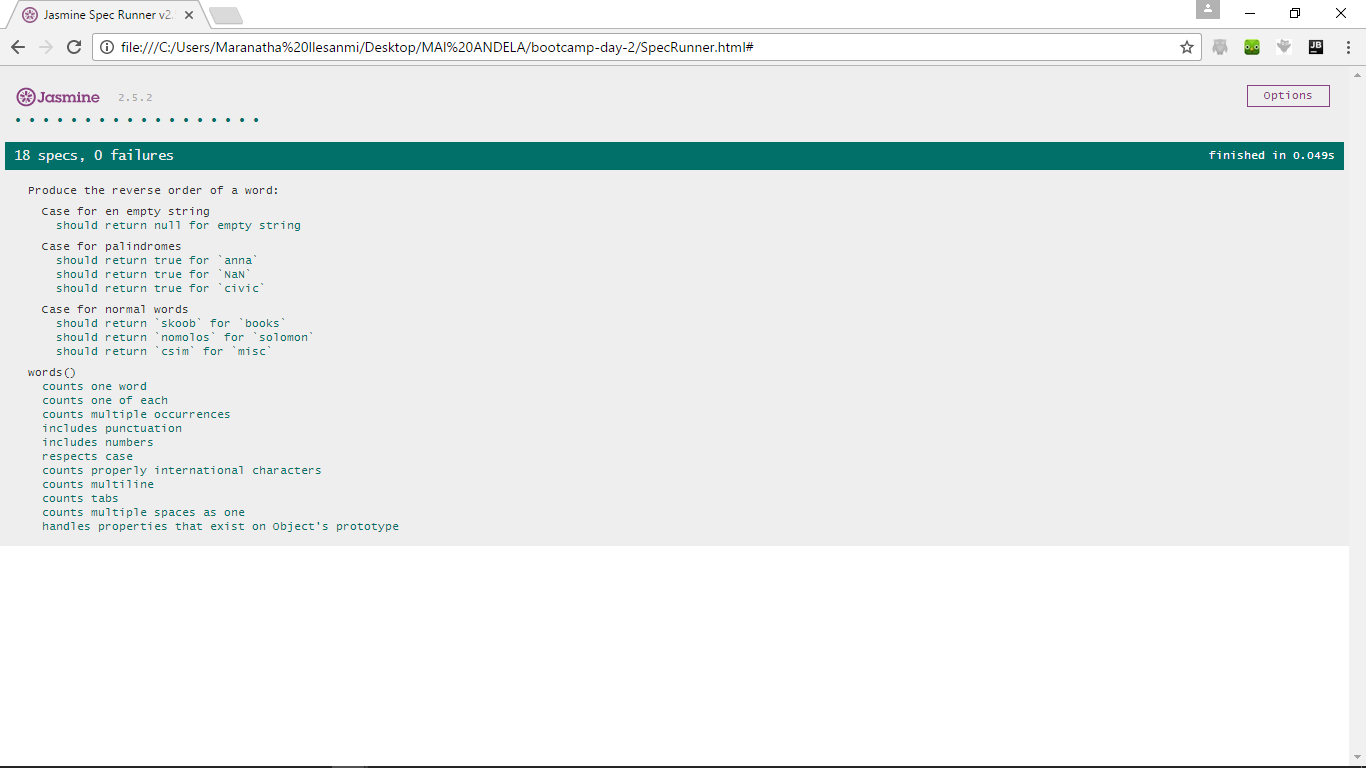 Jasmine Spec Runner v2.
file:///C:/Users/Maranatha%20Ilesanmi/Desktop/MAI%20ANDELA/bootcamp-day-2/SpecRunner.html#
JB
Jasmine 2.5.2
Options
18 specs, 0 failures
finished in 0.049s
Produce the reverse order of a word:
Case for en empty string
should return null for empty string
Case for palindromes
should return true for `anna`
should return true for `NaN`
should return true for `civic`
Case for normal words
should return `skoob` for `books`
should return `nomolos` for `solomon`
should return `csim` for `misc`
words()
counts one word
counts one of each
counts multiple occurrences
includes punctuation
includes numbers
respects case
counts properly international characters
counts multiline
counts tabs
counts multiple spaces as one
handles properties that exist on Object's prototype